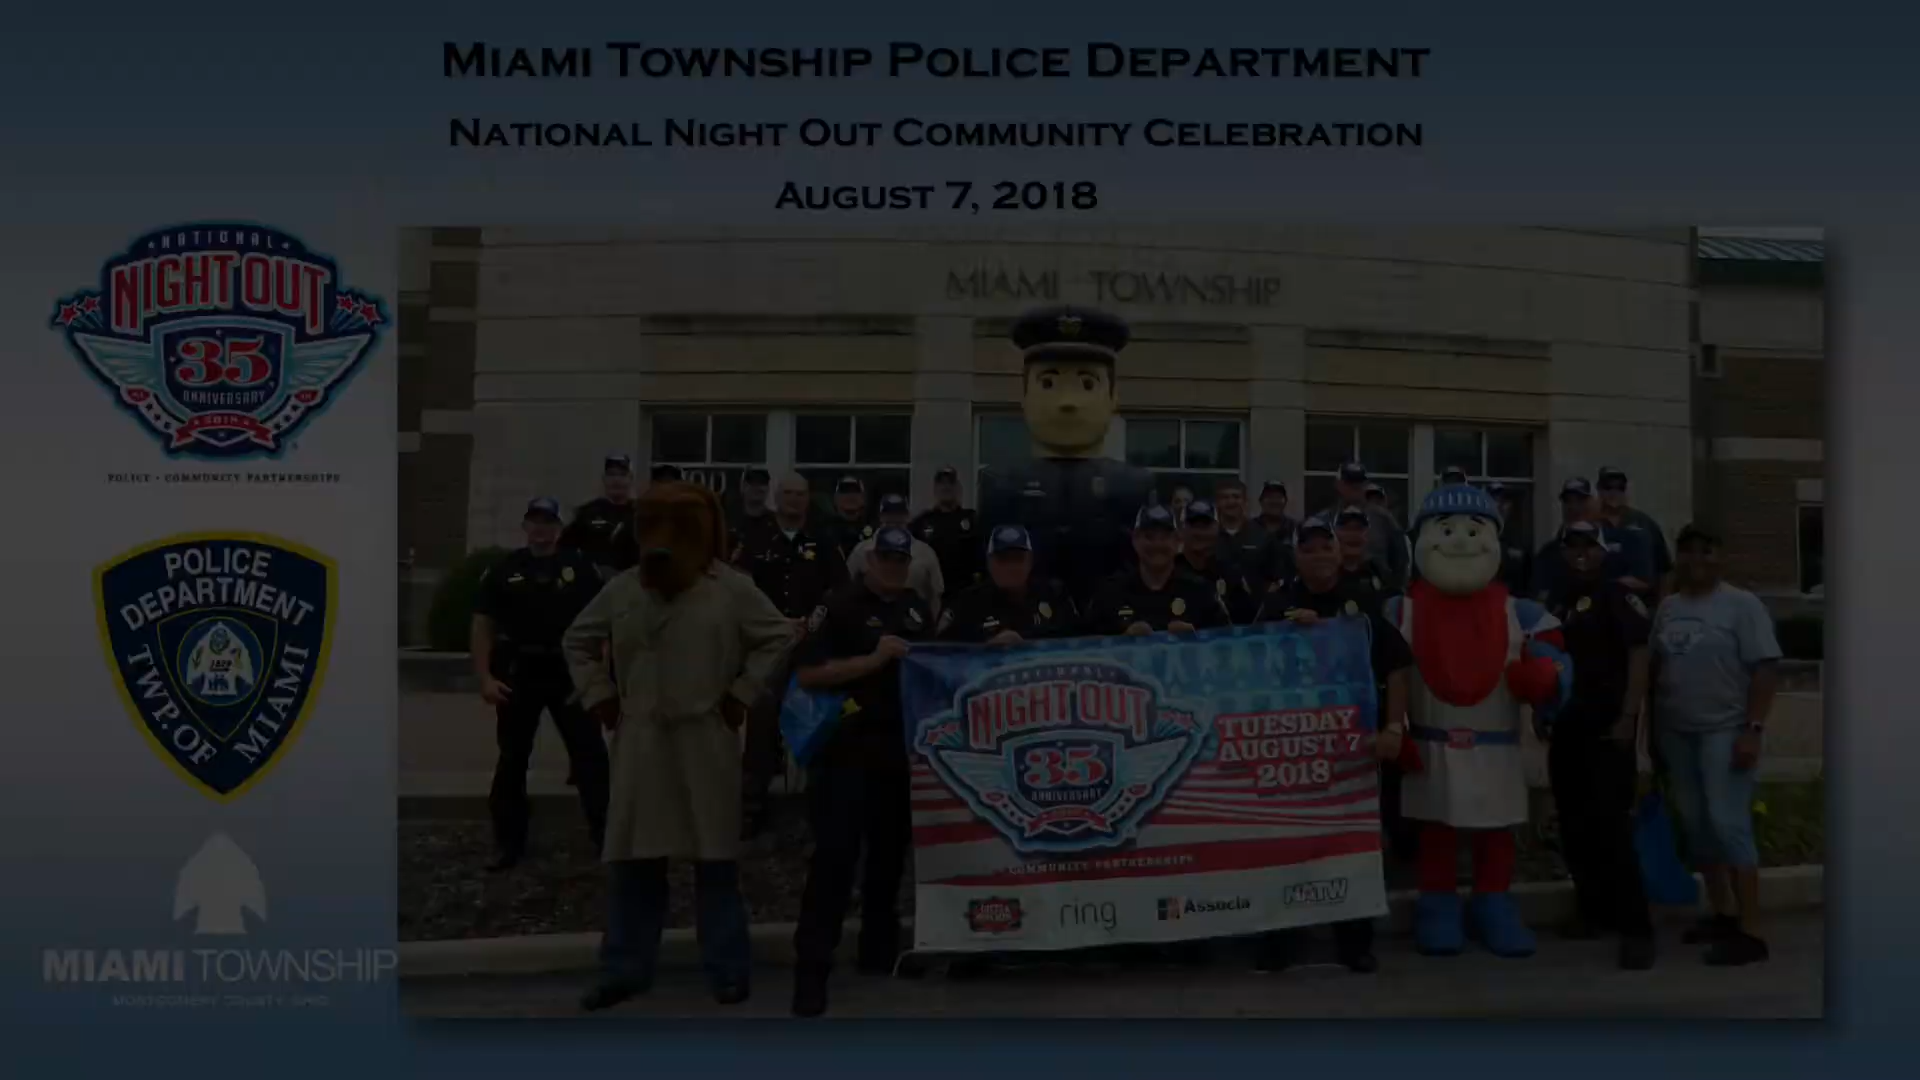 MIAMI TOWNSHIP POLICE DEPARTMENT
NATIONAL NIGHT OUT COMMUNITY CELEBRATION
AUGUST 7, 2018
NATIONAL
NIGHT OUT
35
ANNIVERSARY
2018
POLICE • COMMUNITY PARTNERSHIPS
POLICE
DEPARTMENT
TWP. OF MIAMI
MIAMI TOWNSHIP
MONTGOMERY COUNTY, OHIO
MIAMI TOWNSHIP
NATIONAL
NIGHT OUT
35
ANNIVERSARY
TUESDAY
AUGUST 7
2018
COMMUNITY PARTNERSHIPS
ring
Associa
NATW